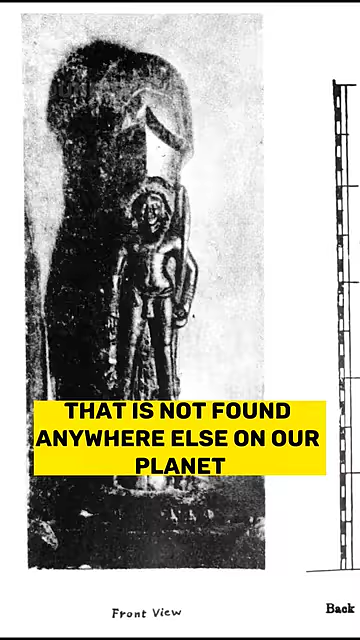 THAT IS NOT FOUND
ANYWHERE ELSE ON OUR
PLANET
Front View
Back